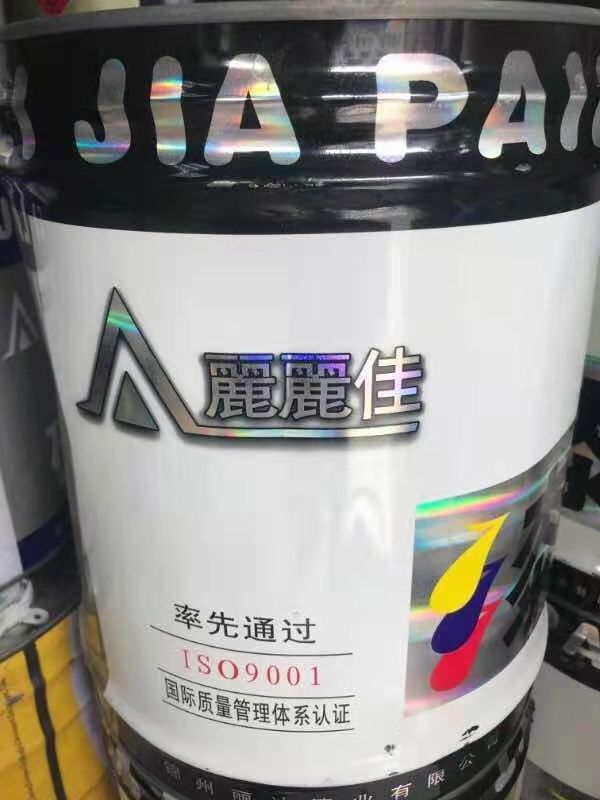 JIA PAI
麗麗佳
率先通过
ISO9001
国际质量管理体系认证